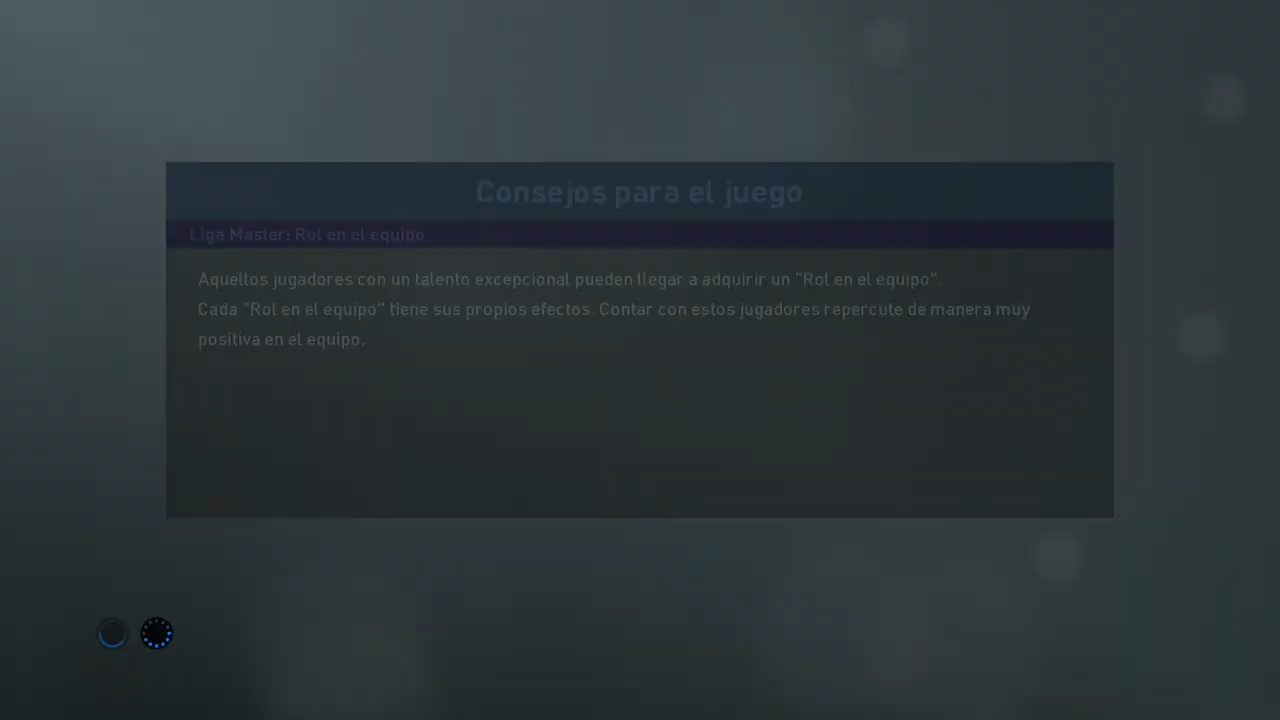 Consejos para el juego
Liga Master: Rol en el equipo
Aquellos jugadores con un talento excepcional pueden llegar a adquirir un "Rol en el equipo".
Cada "Rol en el equipo" tiene sus propios efectos. Contar con estos jugadores repercute de manera muy
positiva en el equipo.